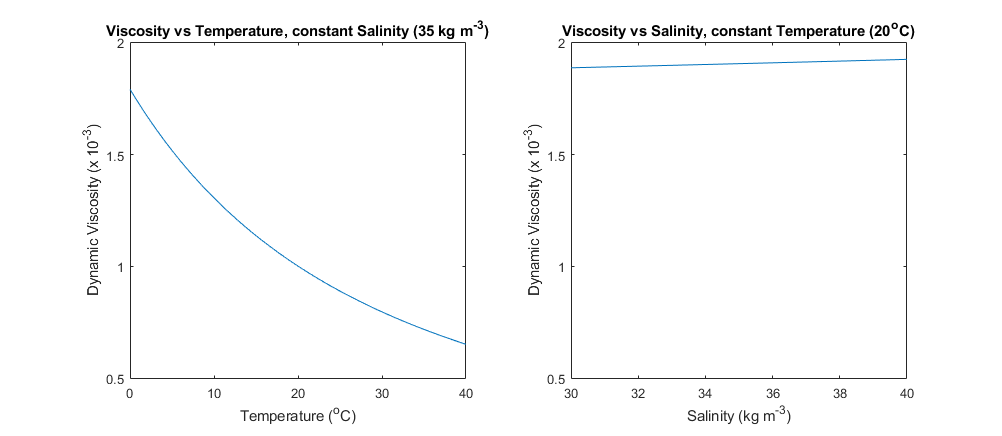 Viscosity vs Temperature, constant Salinity (35 kg m⁻³)
2
1.5
1
0.5
Dynamic Viscosity (x 10⁻³)
0 10 20 30 40
Temperature (°C)
Viscosity vs Salinity, constant Temperature (20°C)
2
1.5
1
0.5
Dynamic Viscosity (x 10⁻³)
30 32 34 36 38 40
Salinity (kg m⁻³)